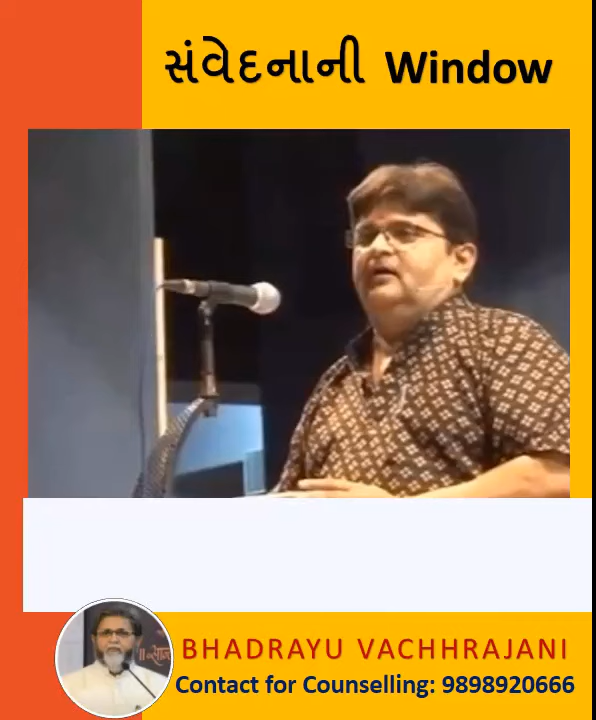 સંવેદનાની Window
BHADRAYU VACHHRAJANI
Contact for Counselling: 9898920666